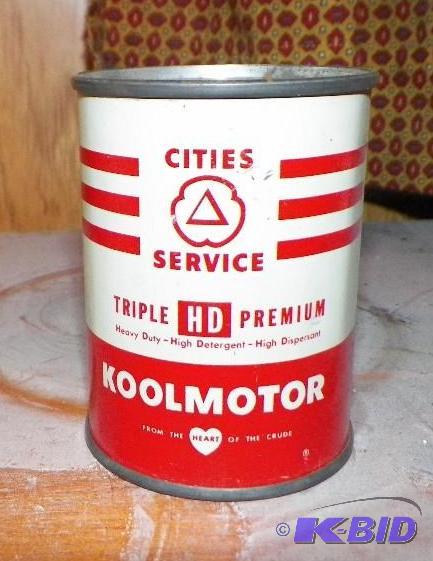 CITIES
SERVICE
TRIPLE HD PREMIUM
Heavy Duty - High Detergent - High Dispersant
KOOLMOTOR
FROM THE HEART OF THE CRUDE
®
© K-BID